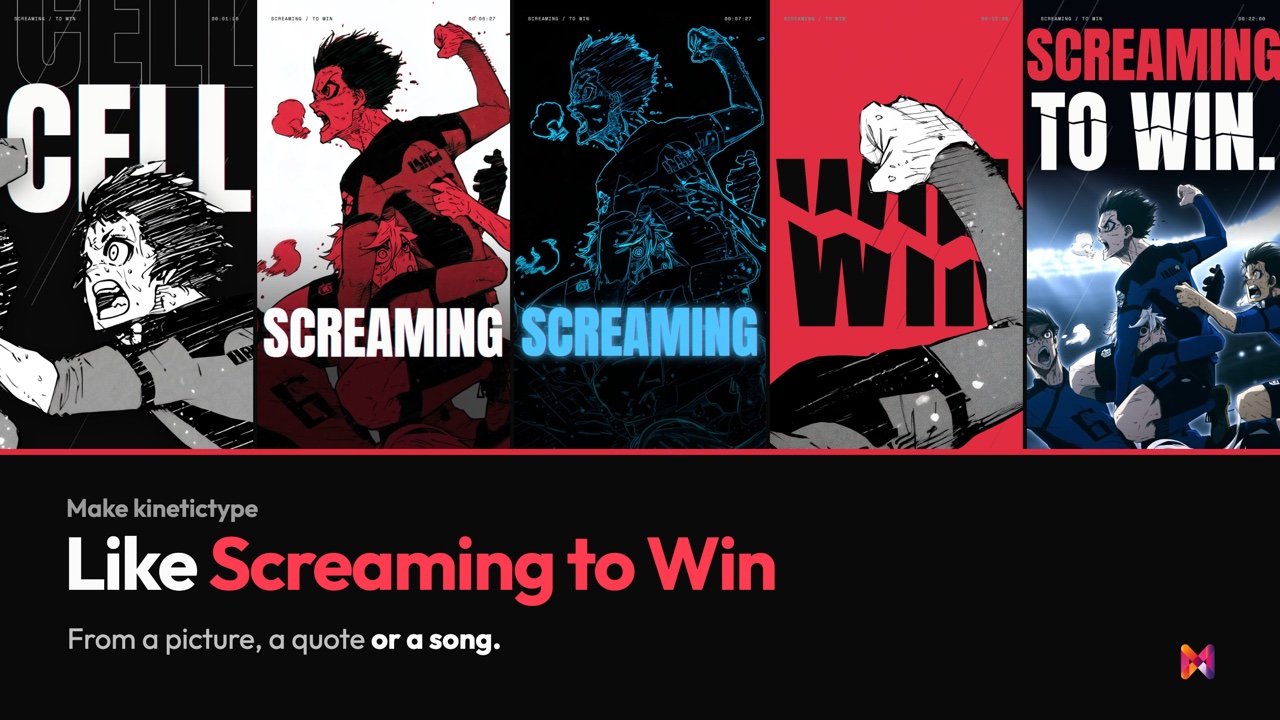 SCREAMING / TO WIN
00:01:16
CELL
CELL
SCREAMING / TO WIN
00:06:27
SCREAMING
SCREAMING / TO WIN
00:07:27
SCREAMING
SCREAMING / TO WIN
SCREAMING / TO WIN
00:22:00
SCREAMING
TO WIN.
Make kinetictype
Like Screaming to Win
From a picture, a quote or a song.